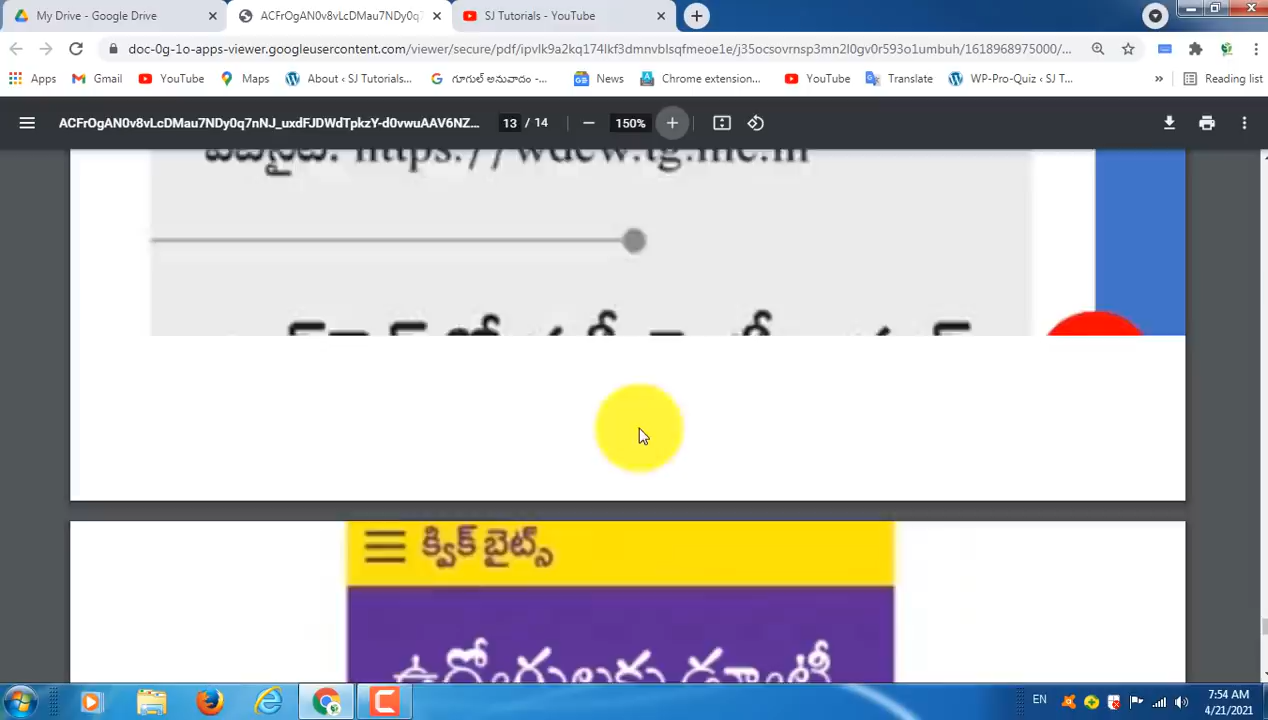 My Drive - Google Drive
ACFrOgAN0v8vLcDMau7NDy0q7
SJ Tutorials - YouTube
doc-0g-1o-apps-viewer.googleusercontent.com/viewer/secure/pdf/ipvlk9a2kq174lkf3dmnvblsqfmeoe1e/j35ocsovrnsp3mn2l0gv0r593o1umbuh/1618968975000/...
Apps
Gmail
YouTube
Maps
About ‹ SJ Tutorials...
గూగుల్ అనువాదం -...
News
Chrome extension...
YouTube
Translate
WP-Pro-Quiz ‹ SJ T...
»
Reading list
ACFrOgAN0v8vLcDMau7NDy0q7nNJ_uxdFJDWdTpkzY-d0vwuAAV6NZ...
13 / 14
150%
క్విక్ బైట్స్
EN
7:54 AM
4/21/2021